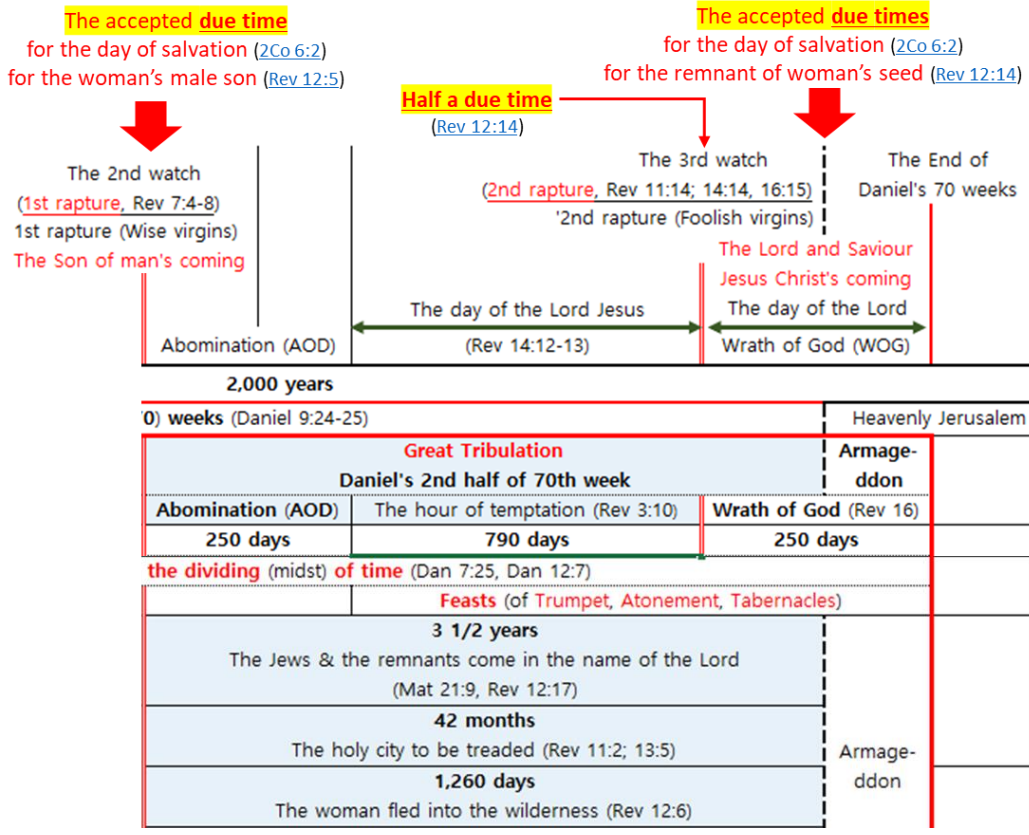 The accepted due time
for the day of salvation (2Co 6:2)
for the woman's male son (Rev 12:5)
The accepted due times
for the day of salvation (2Co 6:2)
for the remnant of woman's seed (Rev 12:14)
Half a due time
(Rev 12:14)
The 2nd watch
(1st rapture, Rev 7:4-8)
1st rapture (Wise virgins)
The Son of man's coming
The 3rd watch
(2nd rapture, Rev 11:14; 14:14, 16:15)
'2nd rapture (Foolish virgins)
The End of
Daniel's 70 weeks
The Lord and Saviour
Jesus Christ's coming
The day of the Lord Jesus
The day of the Lord
Abomination (AOD)
(Rev 14:12-13)
Wrath of God (WOG)
2,000 years
'0) weeks (Daniel 9:24-25)
Heavenly Jerusalem
Great Tribulation
Daniel's 2nd half of 70th week
Armage-
ddon
Abomination (AOD)
The hour of temptation (Rev 3:10)
Wrath of God (Rev 16)
250 days
790 days
250 days
the dividing (midst) of time (Dan 7:25, Dan 12:7)
Feasts (of Trumpet, Atonement, Tabernacles)
3 1/2 years
The Jews & the remnants come in the name of the Lord
(Mat 21:9, Rev 12:17)
42 months
The holy city to be treaded (Rev 11:2; 13:5)
Armage-
ddon
1,260 days
The woman fled into the wilderness (Rev 12:6)